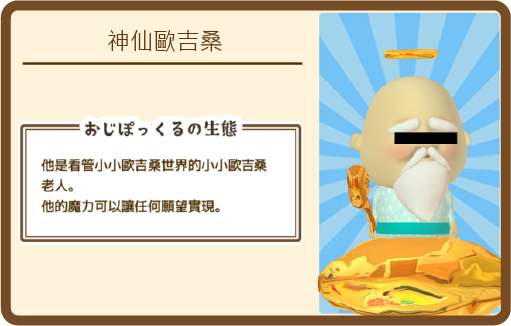 神仙歐吉桑
おじぽっくるの生態
他是看管小小歐吉桑世界的小小歐吉桑
老人。
他的魔力可以讓任何願望實現。